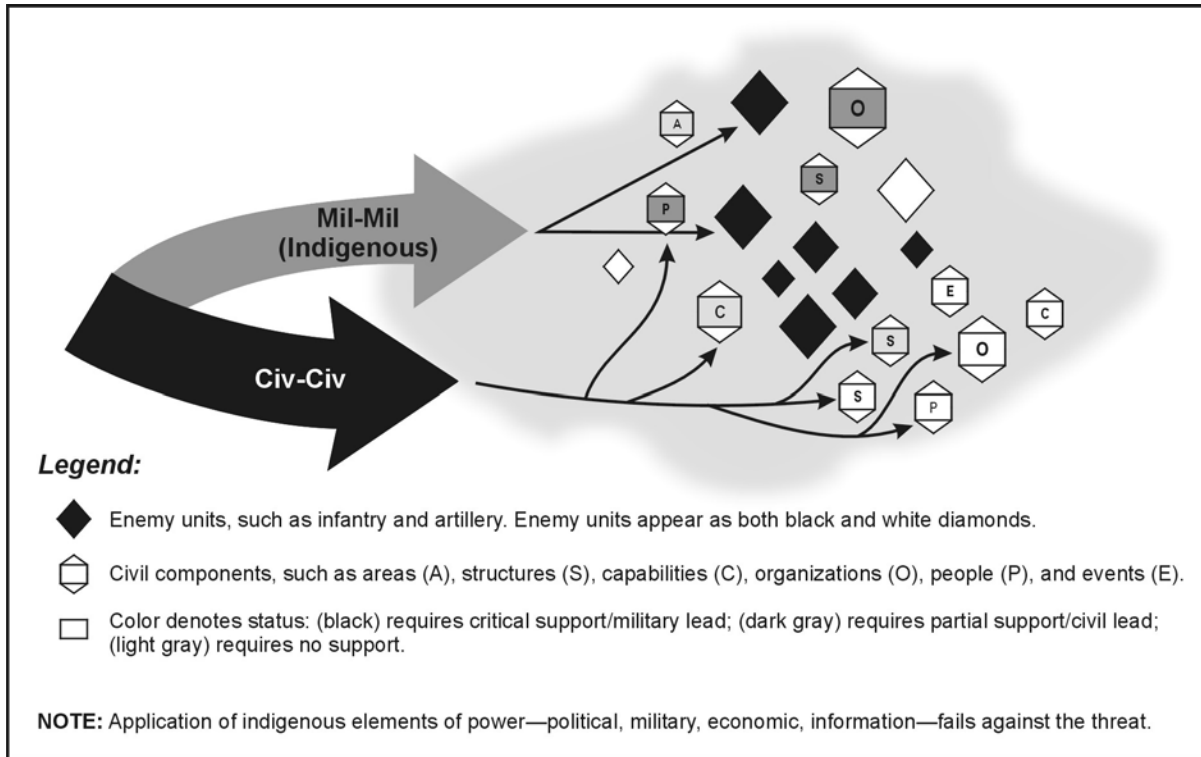 A
O
S
Mil-Mil
(Indigenous)
P
E
C
C
S
O
Civ-Civ
S
P
Legend:
Enemy units, such as infantry and artillery. Enemy units appear as both black and white diamonds.
Civil components, such as areas (A), structures (S), capabilities (C), organizations (O), people (P), and events (E).
Color denotes status: (black) requires critical support/military lead; (dark gray) requires partial support/civil lead;
(light gray) requires no support.
NOTE: Application of indigenous elements of power—political, military, economic, information—fails against the threat.